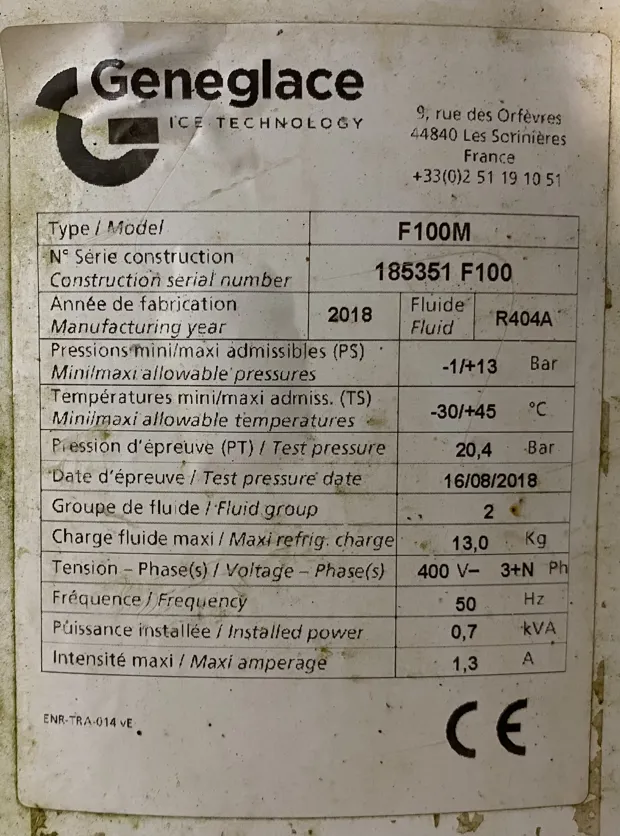 Geneglace
ICE TECHNOLOGY
9, rue des Orfèvres
44840 Les Sorinières
France
+33(0)2 51 19 10 51
Type / Model F100M
N° Série construction
Construction serial number 185351 F100
Année de fabrication
Manufacturing year 2018 Fluide
Fluid R404A
Pressions mini/maxi admissibles (PS)
Mini/maxi allowable pressures -1/+13 Bar
Températures mini/maxi admiss. (TS)
Mini/maxi allowable temperatures -30/+45 °C
Pression d'épreuve (PT) / Test pressure 20,4 Bar
Date d'épreuve / Test pressure date 16/08/2018
Groupe de fluide / Fluid group 2
Charge fluide maxi / Maxi refrig. charge 13,0 Kg
Tension – Phase(s) / Voltage – Phase(s) 400 V– 3+N Ph
Fréquence / Frequency 50 Hz
Puissance installée / Installed power 0,7 kVA
Intensité maxi / Maxi amperage 1,3 A
ENR-TRA-014 vE
CE